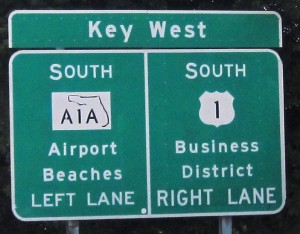 Key West
SOUTH
A1A
Airport
Beaches
LEFT LANE
SOUTH
1
Business
District
RIGHT LANE